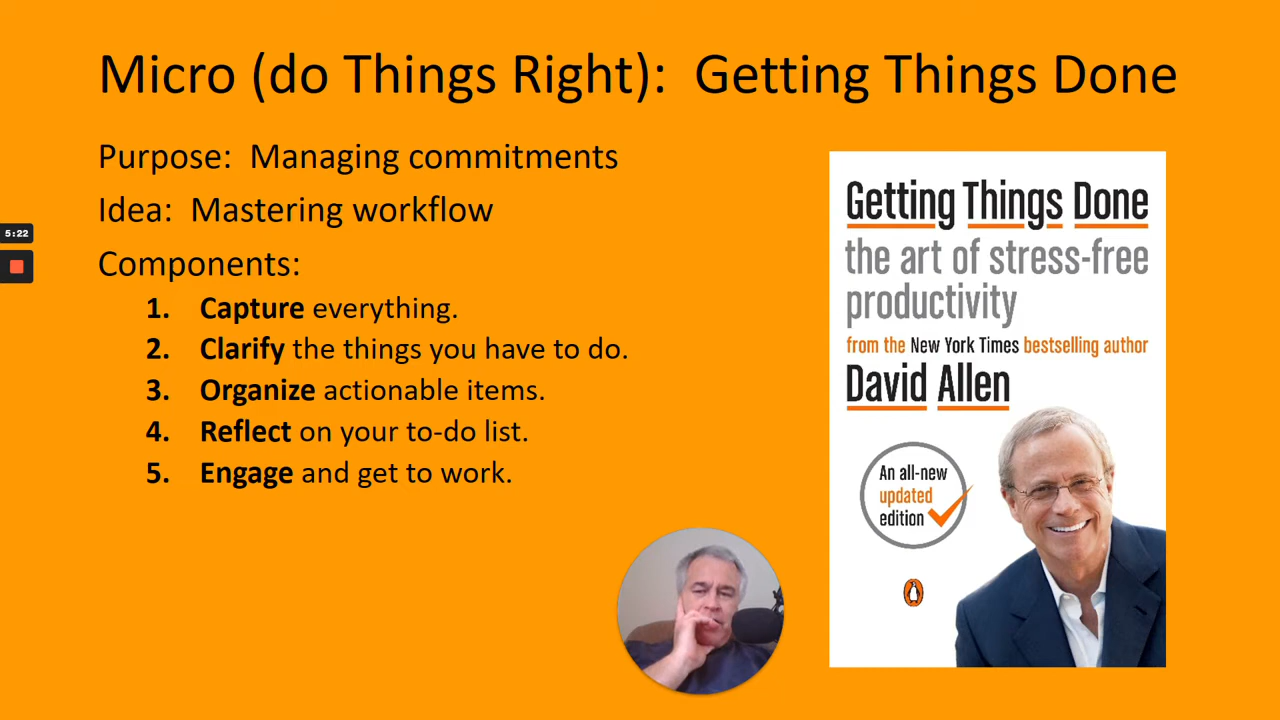 Micro (do Things Right):  Getting Things Done
Purpose:  Managing commitments
Idea:  Mastering workflow
5:22
Components:
1. Capture everything.
2. Clarify the things you have to do.
3. Organize actionable items.
4. Reflect on your to-do list.
5. Engage and get to work.
Getting Things Done
the art of stress-free
productivity
from the New York Times bestselling author
David Allen
An all-new
updated
edition